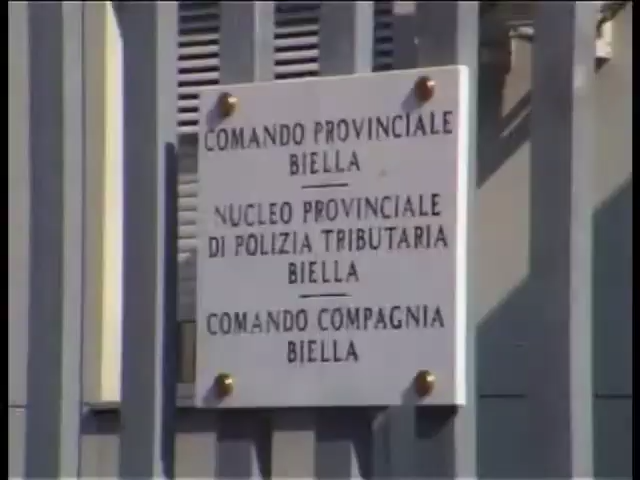 COMANDO PROVINCIALE
BIELLA
NUCLEO PROVINCIALE
DI POLIZIA TRIBUTARIA
BIELLA
COMANDO COMPAGNIA
BIELLA